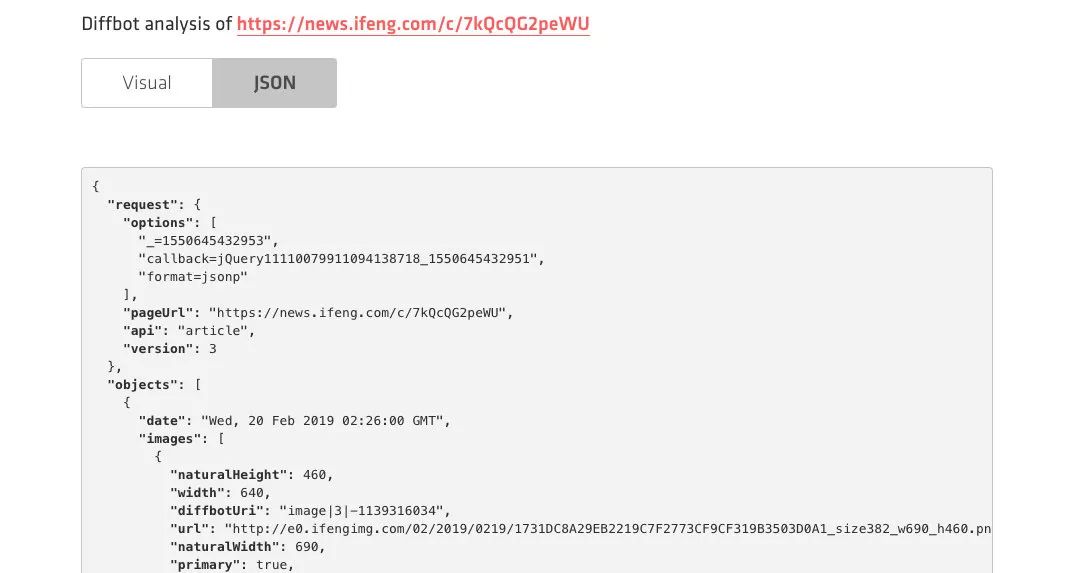 Diffbot analysis of https://news.ifeng.com/c/7kQcQG2peWU
Visual JSON
{
"request": {
"options": [
"_=1550645432953",
"callback=jQuery11110079911094138718_1550645432951",
"format=jsonp"
],
"pageUrl": "https://news.ifeng.com/c/7kQcQG2peWU",
"api": "article",
"version": 3
},
"objects": [
{
"date": "Wed, 20 Feb 2019 02:26:00 GMT",
"images": [
{
"naturalHeight": 460,
"width": 640,
"diffbotUri": "image|3|-1139316034",
"url": "http://e0.ifengimg.com/02/2019/0219/1731DC8A29EB2219C7F2773CF9CF319B3503D0A1_size382_w690_h460.pn
"naturalWidth": 690,
"primary": true,